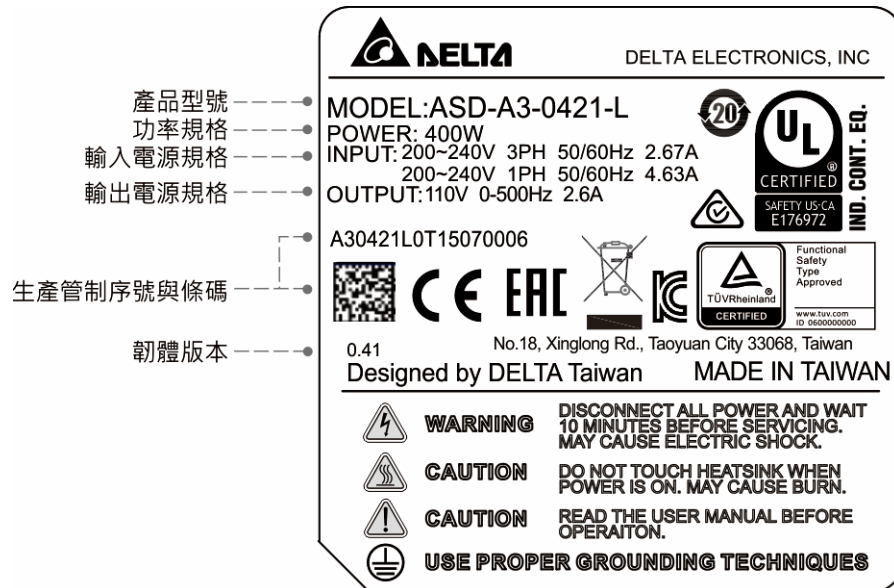 DELTA
DELTA ELECTRONICS, INC
產品型號
MODEL:ASD-A3-0421-L
功率規格
POWER: 400W
輸入電源規格
INPUT: 200~240V 3PH 50/60Hz 2.67A
200~240V 1PH 50/60Hz 4.63A
輸出電源規格
OUTPUT: 110V 0-500Hz 2.6A
20
UL
®
CERTIFIED
SAFETY US-CA
E176972
IND. CONT. EQ.
生產管制序號與條碼
A30421L0T15070006
CE
EAC
TÜVRheinland
CERTIFIED
Functional
Safety
Type
Approved
www.tuv.com
ID 0600000000
韌體版本
0.41
No.18, Xinglong Rd., Taoyuan City 33068, Taiwan
Designed by DELTA Taiwan
MADE IN TAIWAN
WARNING
DISCONNECT ALL POWER AND WAIT
10 MINUTES BEFORE SERVICING.
MAY CAUSE ELECTRIC SHOCK.
CAUTION
DO NOT TOUCH HEATSINK WHEN
POWER IS ON. MAY CAUSE BURN.
CAUTION
READ THE USER MANUAL BEFORE
OPERAITON.
USE PROPER GROUNDING TECHNIQUES